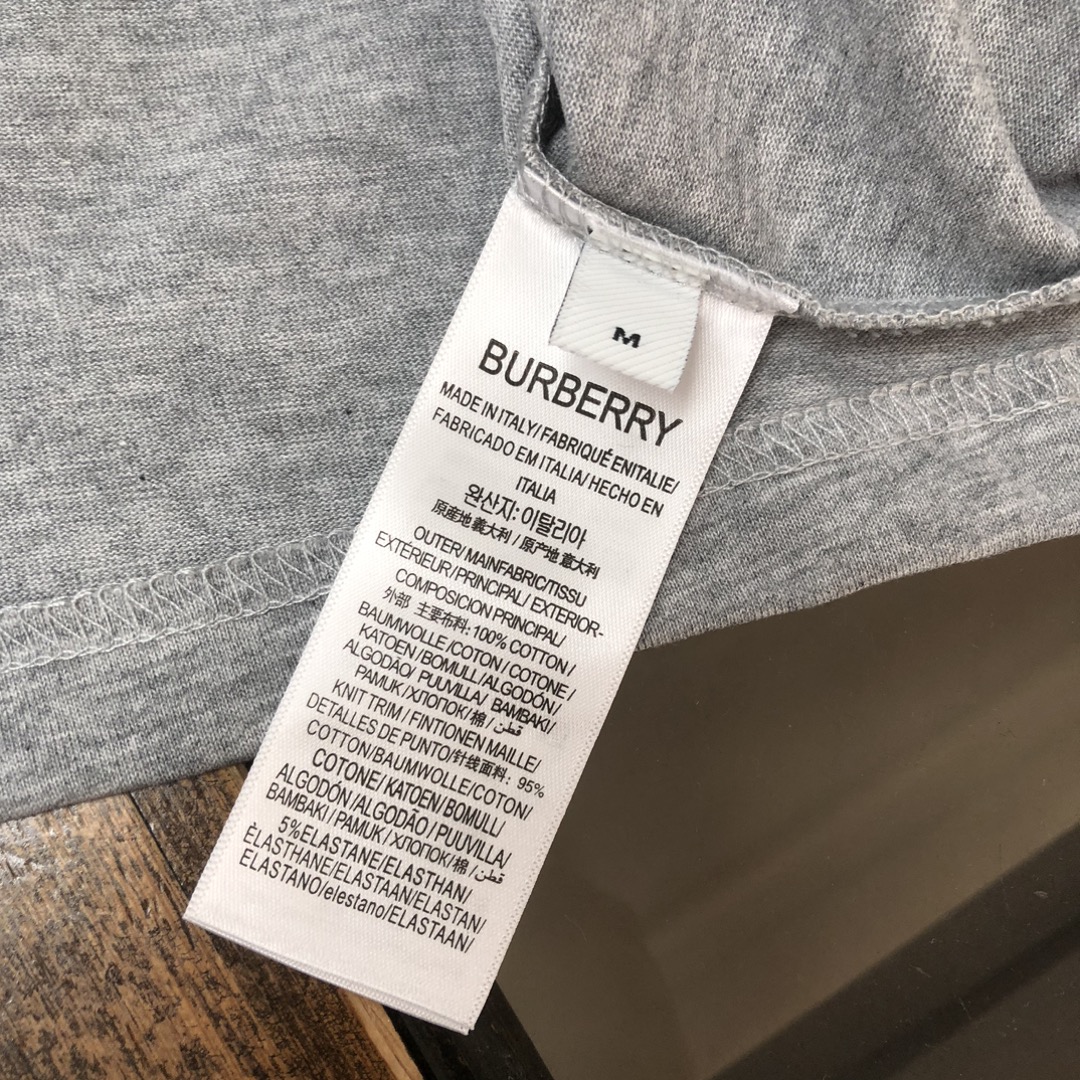 M
BURBERRY
MADE IN ITALY/ FABRIQUÉ ENITALIE/
FABRICADO EM ITALIA/ HECHO EN
ITALIA
완산지: 이탈리아
原産地 義大利 / 原产地 意大利
OUTER/ MAINFABRIC/TISSU
EXTÉRIEUR/PRINCIPAL/ EXTERIOR-
COMPOSICION PRINCIPAL/
外部 主要布料: 100% COTTON /
BAUMWOLLE/COTON/ COTONE /
KATOEN/BOMULL/ALGODÓN/
ALGODÃO/ PUUVILLA/ BAMBAKI/
PAMUK/ХЛОПОК/棉/قطن
KNIT TRIM / FINTIONEN MAILLE/
DETALLES DE PUNTO/针线面料: 95%
COTTON/BAUMWOLLE/COTON/
COTONE/ KATOEN/ BOMULL/
ALGODÓN/ALGODÃO/PUUVILLA/
BAMBAKI/PAMUK/ХЛОПОК/棉/قطن
5%ELASTANE/ELASTHAN/
ÈLASTHANE/ELASTAAN/ELASTAN/
ELASTANO/elestano/ELASTAAN/